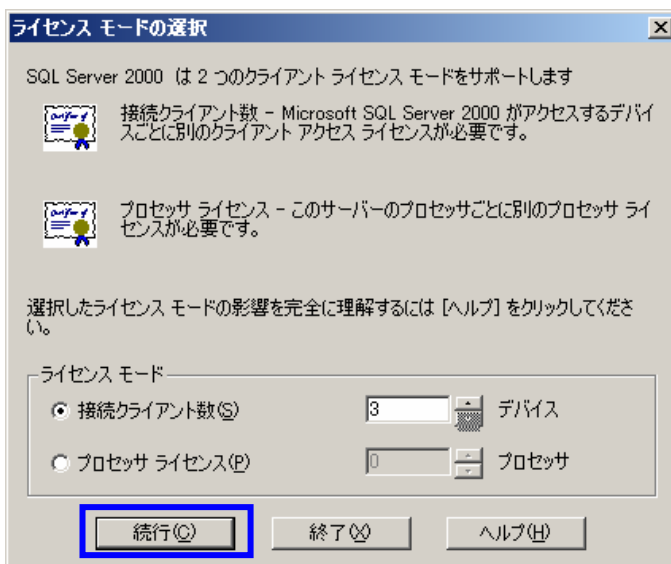 ライセンス モードの選択
SQL Server 2000 は 2 つのクライアント ライセンス モードをサポートします
接続クライアント数 - Microsoft SQL Server 2000 がアクセスするデバイ
スごとに別のクライアント アクセス ライセンスが必要です。
プロセッサ ライセンス - このサーバーのプロセッサごとに別のプロセッサ ライ
センスが必要です。
選択したライセンス モードの影響を完全に理解するには [ヘルプ] をクリックしてくださ
い。
ライセンス モード
接続クライアント数(S) 3 デバイス
プロセッサ ライセンス(P) 0 プロセッサ
続行(C) 終了(X) ヘルプ(H)